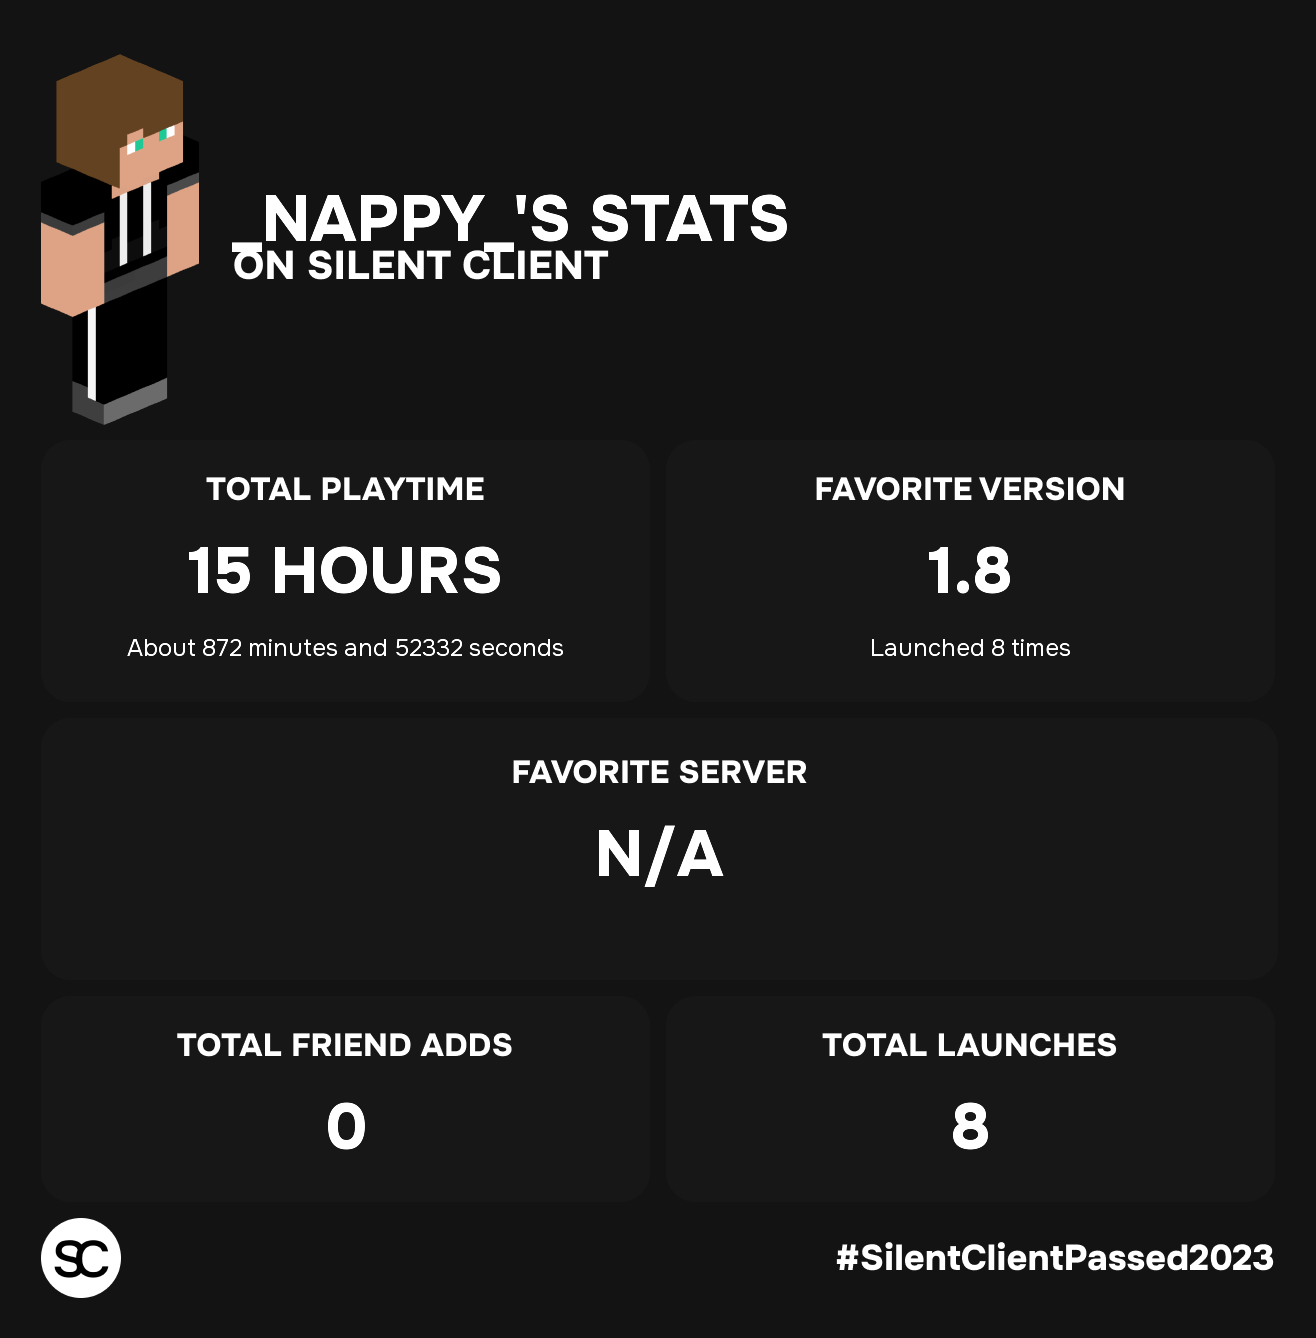 _NAPPY_'S STATS
ON SILENT CLIENT
TOTAL PLAYTIME
15 HOURS
About 872 minutes and 52332 seconds
FAVORITE VERSION
1.8
Launched 8 times
FAVORITE SERVER
N/A
TOTAL FRIEND ADDS
0
TOTAL LAUNCHES
8
SC
#SilentClientPassed2023